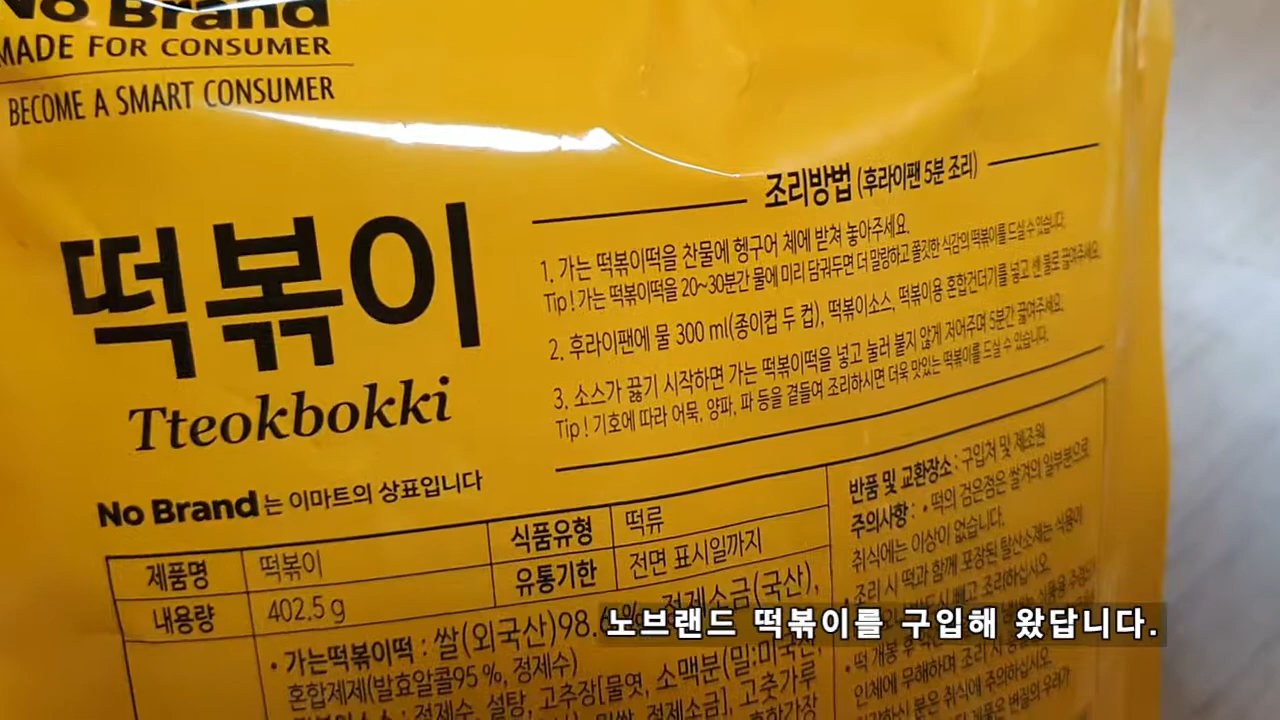 No Brand
MADE FOR CONSUMER
BECOME A SMART CONSUMER
떡볶이
Tteokbokki
No Brand는 이마트의 상표입니다
조리방법 (후라이팬 5분 조리)
1. 가는 떡볶이떡을 찬물에 헹구어 체에 받쳐 놓아주세요.
Tip ! 가는 떡볶이떡을 20~30분간 물에 미리 담궈두면 더 말랑하고 쫄깃한 식감의 떡볶이를 드실 수 있습니다.
2. 후라이팬에 물 300 ml(종이컵 두 컵), 떡볶이소스, 떡볶이용 혼합건더기를 넣고 센 불로 끓여주세요.
3. 소스가 끓기 시작하면 가는 떡볶이떡을 넣고 눌러 붙지 않게 저어주며 5분간 끓여주세요.
Tip ! 기호에 따라 어묵, 양파, 파 등을 곁들여 조리하시면 더욱 맛있는 떡볶이를 드실 수 있습니다.
제품명 떡볶이 식품유형 떡류
내용량 402.5 g 유통기한 전면 표시일까지
• 가는떡볶이떡 : 쌀(외국산)98. 정제소금(국산),
혼합제제(발효알콜95 %, 정제수)
정제수, 설탕, 고추장[물엿, 소맥분(밀:미국산,
정제소금], 고춧가루
반품 및 교환장소 : 구입처 및 제조원
주의사항 : • 떡의 검은점은 쌀겨의 일부분으로
취식에는 이상이 없습니다.
• 조리 시 떡과 함께 포장된 탈산소제는 식용이
빼고 조리하십시오.
• 떡 개봉 후
인체에 무해하며 조리 시
분은 취식에 주의하십시오.
노브랜드 떡볶이를 구입해 왔답니다.